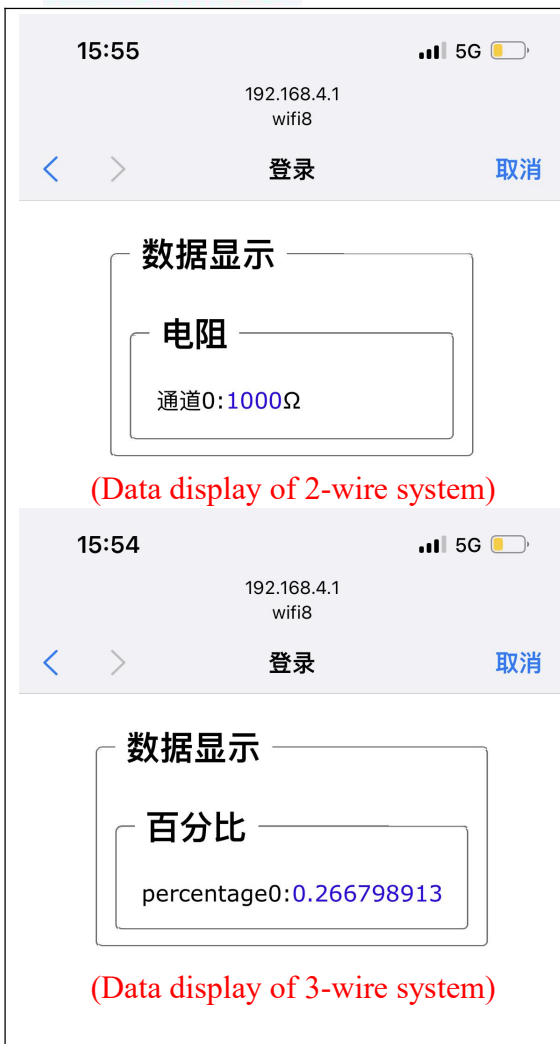 15:55 5G
192.168.4.1
wifi8
登录 取消
数据显示
电阻
通道0:1000Ω
(Data display of 2-wire system)
15:54 5G
192.168.4.1
wifi8
登录 取消
数据显示
百分比
percentage0:0.266798913
(Data display of 3-wire system)